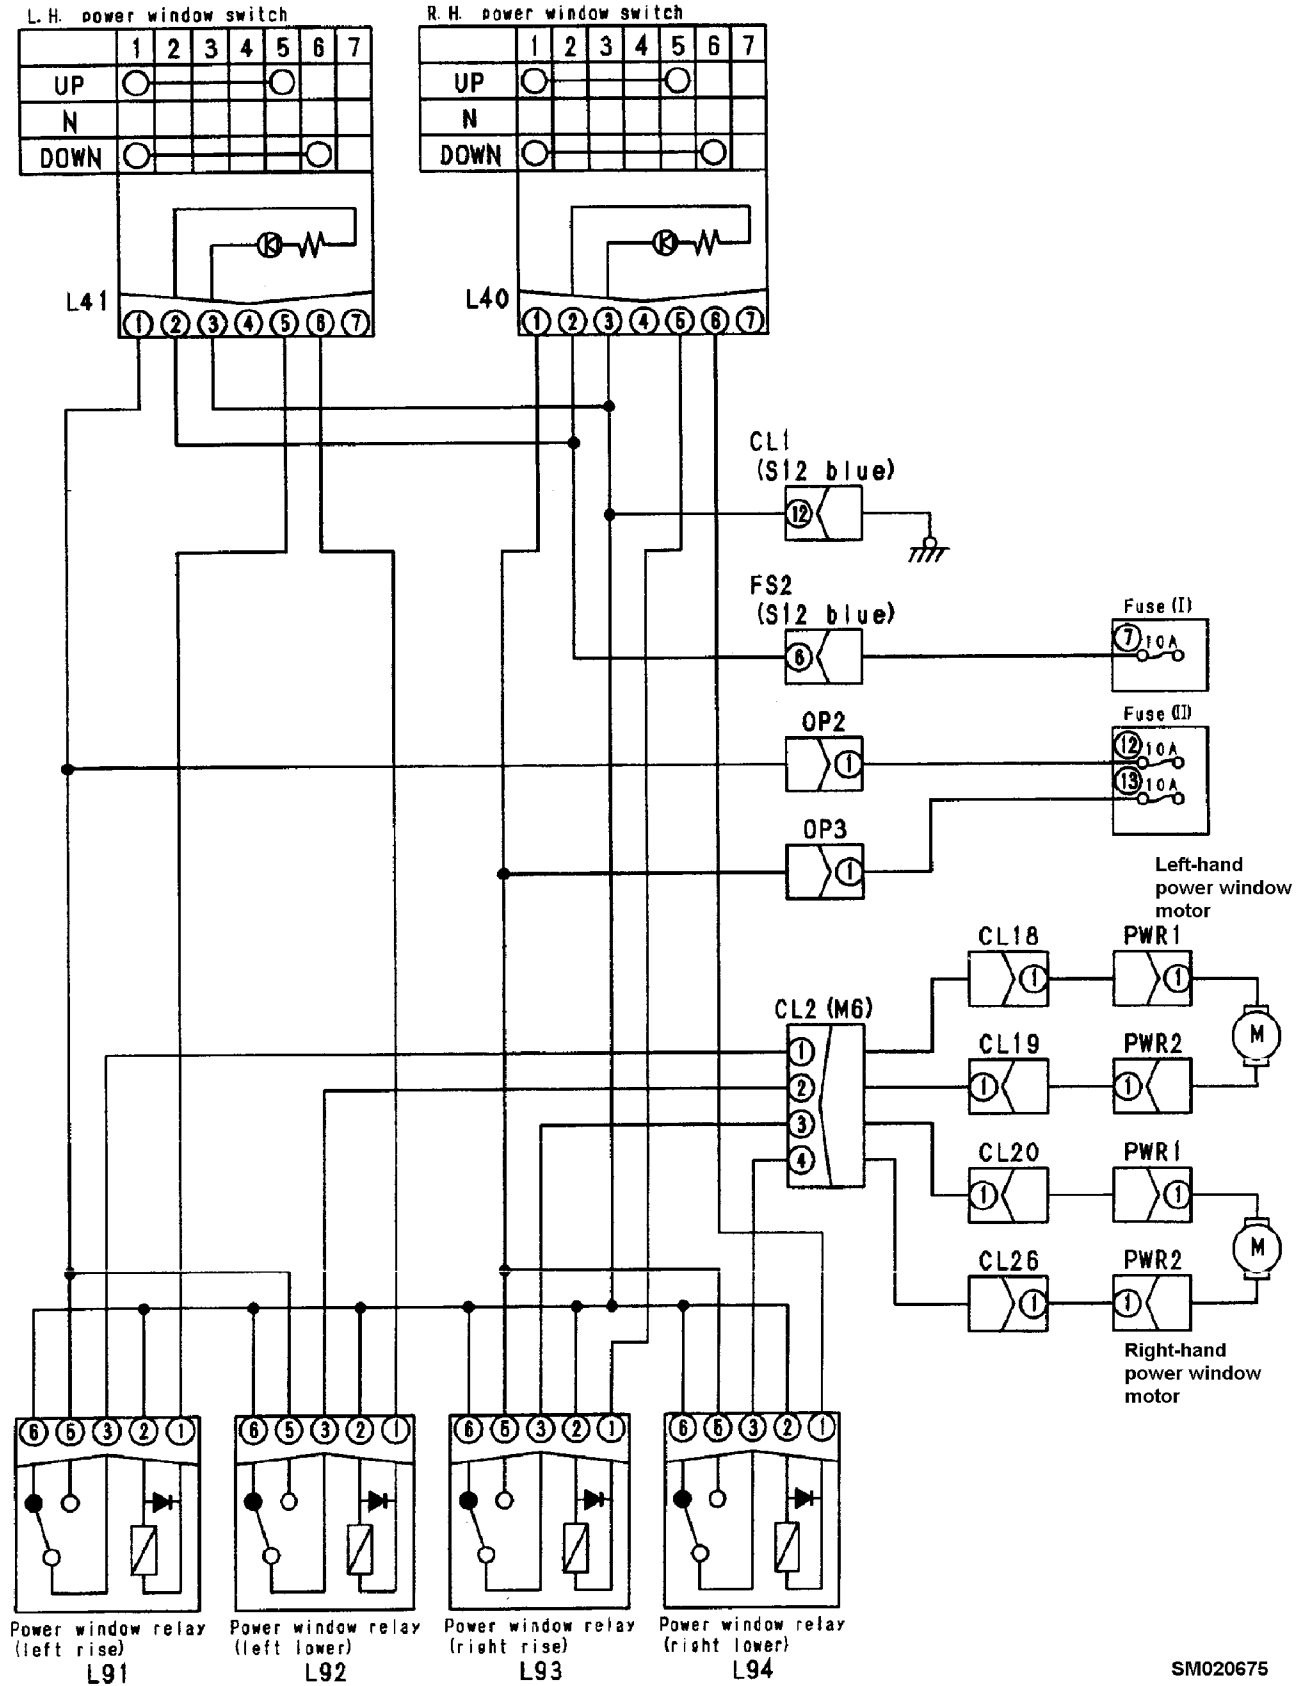 L.H. power window switch
1 2 3 4 5 6 7
UP
N
DOWN
L41
1 2 3 4 5 6 7
R.H. power window switch
1 2 3 4 5 6 7
UP
N
DOWN
L40
1 2 3 4 5 6 7
CL1
(S12 blue)
12
FS2
(S12 blue)
6
Fuse (I)
7 10A
OP2
1
Fuse (II)
12 10A
13 10A
OP3
1
Left-hand
power window
motor
CL18
1
PWR1
1
M
CL2 (M6)
1
2
3
4
CL19
1
PWR2
1
CL20
1
PWR1
1
M
CL26
1
PWR2
1
Right-hand
power window
motor
6 5 3 2 1
Power window relay
(left rise)
L91
6 5 3 2 1
Power window relay
(left lower)
L92
6 5 3 2 1
Power window relay
(right rise)
L93
6 5 3 2 1
Power window relay
(right lower)
L94
SM020675